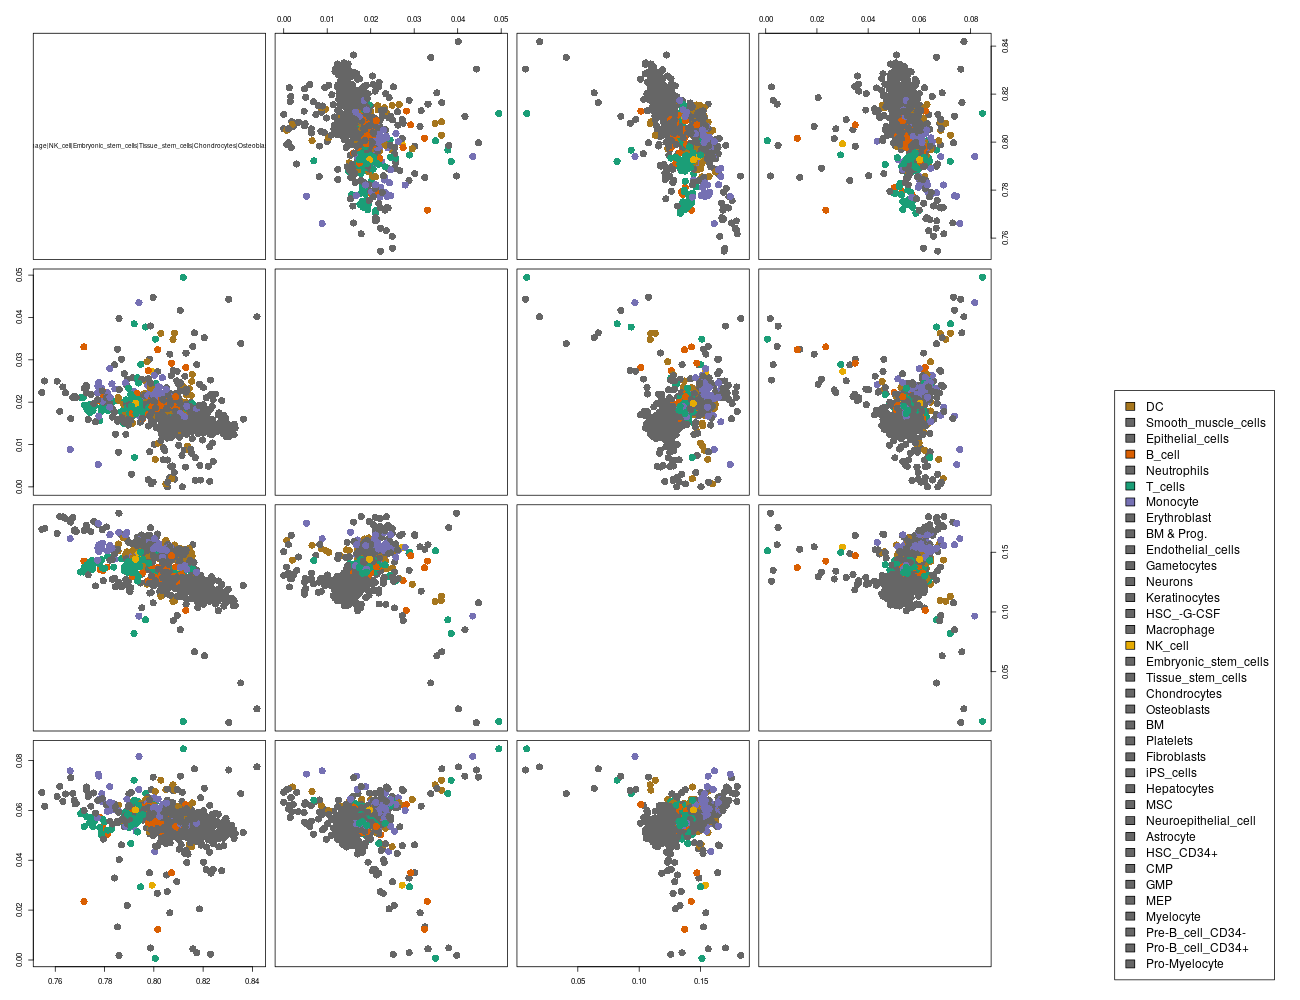 0.00 0.01 0.02 0.03 0.04 0.05
0.00 0.02 0.04 0.06 0.08
age|NK_cell|Embryonic_stem_cells|Tissue_stem_cells|Chondrocytes|Osteobla
0.76 0.78 0.80 0.82 0.84
0.00 0.01 0.02 0.03 0.04 0.05
0.05 0.10 0.15
0.00 0.02 0.04 0.06 0.08
0.76 0.78 0.80 0.82 0.84
0.05 0.10 0.15
DC
Smooth_muscle_cells
Epithelial_cells
B_cell
Neutrophils
T_cells
Monocyte
Erythroblast
BM & Prog.
Endothelial_cells
Gametocytes
Neurons
Keratinocytes
HSC_-G-CSF
Macrophage
NK_cell
Embryonic_stem_cells
Tissue_stem_cells
Chondrocytes
Osteoblasts
BM
Platelets
Fibroblasts
iPS_cells
Hepatocytes
MSC
Neuroepithelial_cell
Astrocyte
HSC_CD34+
CMP
GMP
MEP
Myelocyte
Pre-B_cell_CD34-
Pro-B_cell_CD34+
Pro-Myelocyte